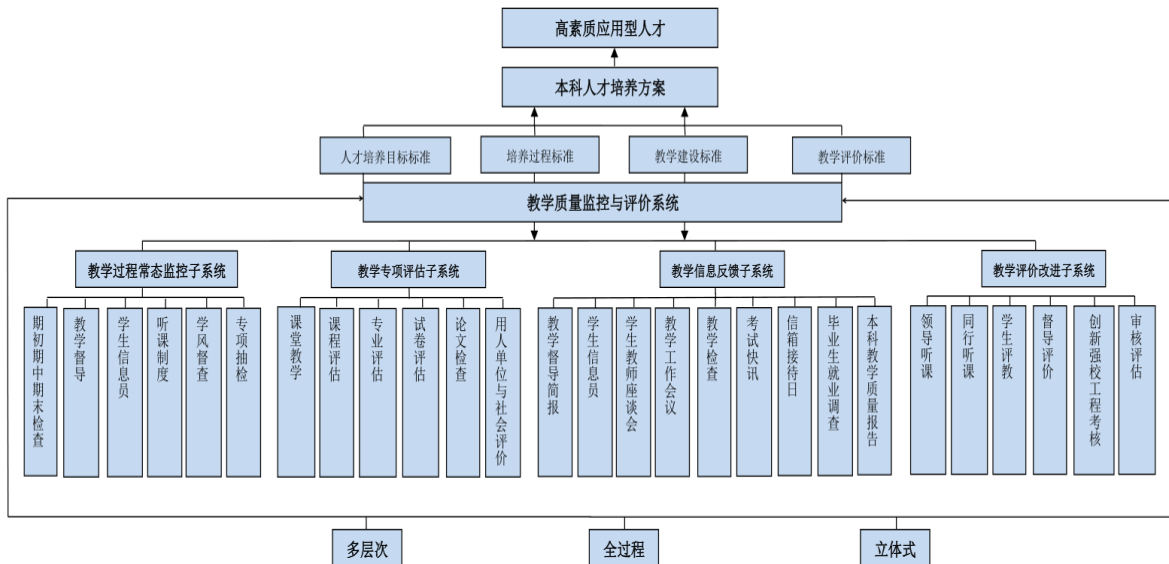 高素质应用型人才
本科人才培养方案
人才培养目标标准
培养过程标准
教学建设标准
教学评价标准
教学质量监控与评价系统
教学过程常态监控子系统
教学专项评估子系统
教学信息反馈子系统
教学评价改进子系统
期初期中期末检查
教学督导
学生信息员
听课制度
学风督查
专项抽检
课堂教学
课程评估
专业评估
试卷评估
论文检查
用人单位与社会评价
教学督导简报
学生信息员
学生教师座谈会
教学工作会议
教学检查
考试快讯
信箱接待日
毕业生就业调查
本科教学质量报告
领导听课
同行听课
学生评教
督导评价
创新强校工程考核
审核评估
多层次
全过程
立体式